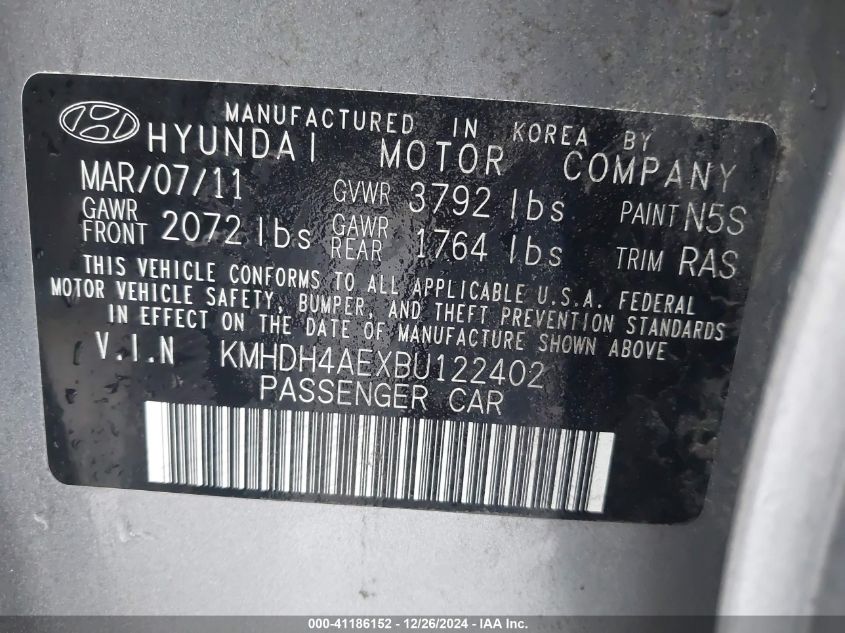 MANUFACTURED IN KOREA BY
HYUNDAI MOTOR COMPANY
MAR/07/11 GVWR 3792 lbs PAINT N5S
GAWR FRONT 2072 lbs GAWR REAR 1764 lbs TRIM RAS
THIS VEHICLE CONFORMS TO ALL APPLICABLE U.S.A. FEDERAL
MOTOR VEHICLE SAFETY, BUMPER, AND THEFT PREVENTION STANDARDS
IN EFFECT ON THE DATE OF MANUFACTURE SHOWN ABOVE.
V.I.N KMHDH4AEXBU122402
PASSENGER CAR
000-41186152 - 12/26/2024 - IAA Inc.